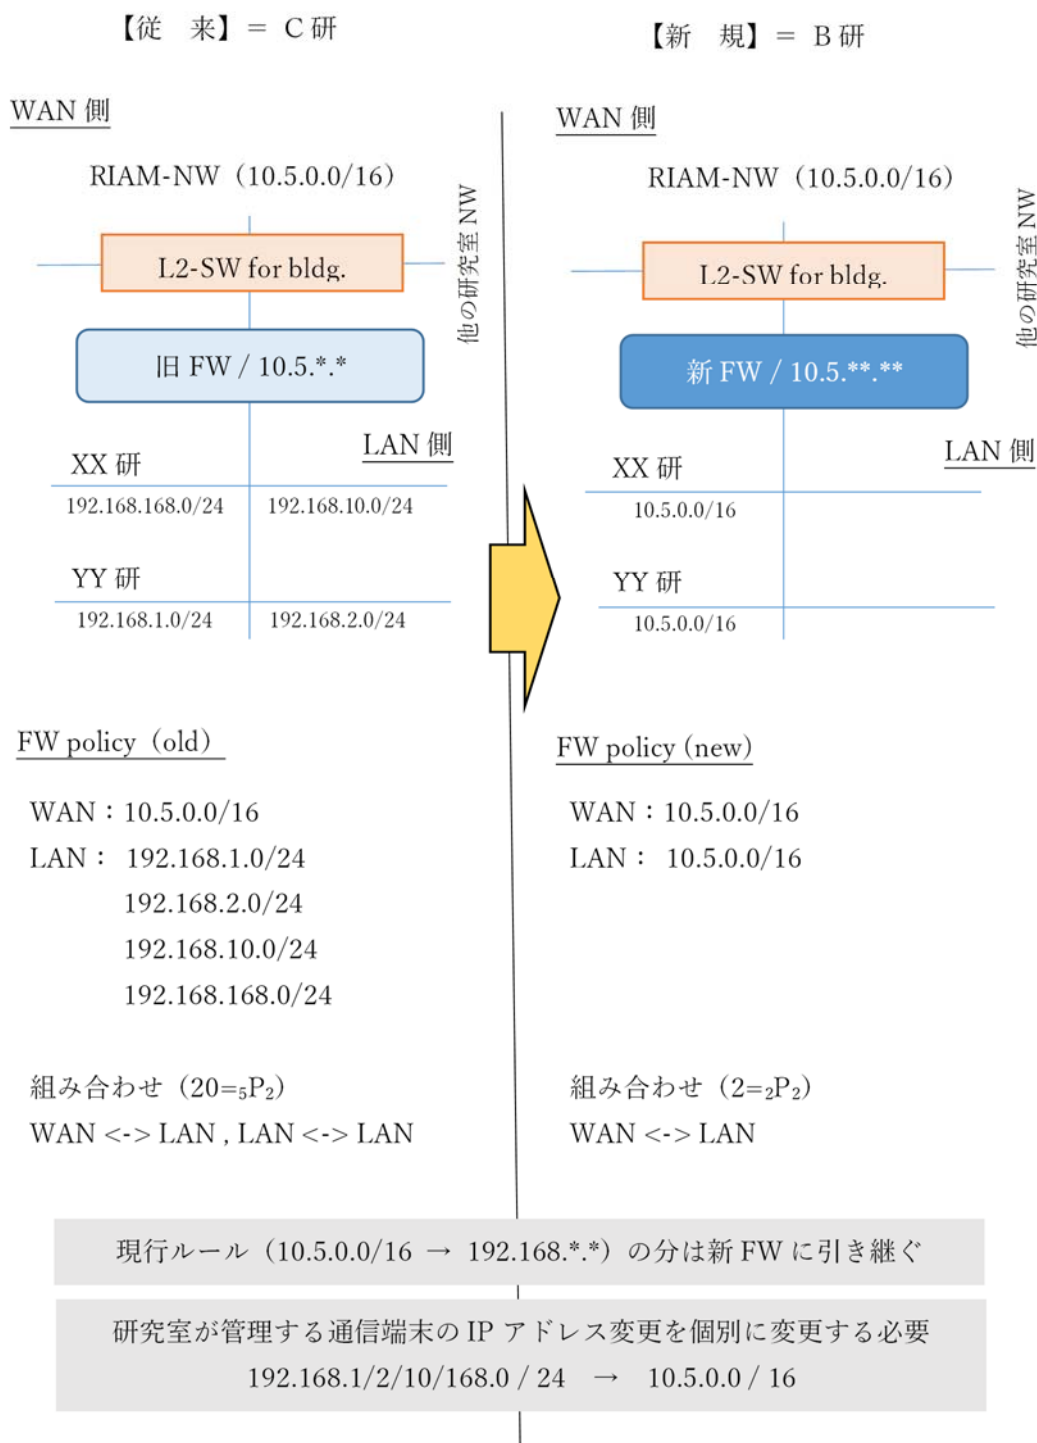 【従　来】＝ C研
WAN 側
RIAM-NW（10.5.0.0/16）
他の研究室 NW
L2-SW for bldg.
旧 FW / 10.5.*.*
LAN 側
XX 研
192.168.168.0/24 192.168.10.0/24
YY 研
192.168.1.0/24 192.168.2.0/24
FW policy（old）
WAN：10.5.0.0/16
LAN： 192.168.1.0/24
192.168.2.0/24
192.168.10.0/24
192.168.168.0/24
組み合わせ（20=₅P₂）
WAN <-> LAN , LAN <-> LAN
【新　規】＝ B研
WAN 側
RIAM-NW（10.5.0.0/16）
他の研究室 NW
L2-SW for bldg.
新 FW / 10.5.**.**
LAN 側
XX 研
10.5.0.0/16
YY 研
10.5.0.0/16
FW policy (new)
WAN：10.5.0.0/16
LAN： 10.5.0.0/16
組み合わせ（2=₂P₂）
WAN <-> LAN
現行ルール（10.5.0.0/16 → 192.168.*.*）の分は新 FW に引き継ぐ
研究室が管理する通信端末の IP アドレス変更を個別に変更する必要
192.168.1/2/10/168.0 / 24 → 10.5.0.0 / 16